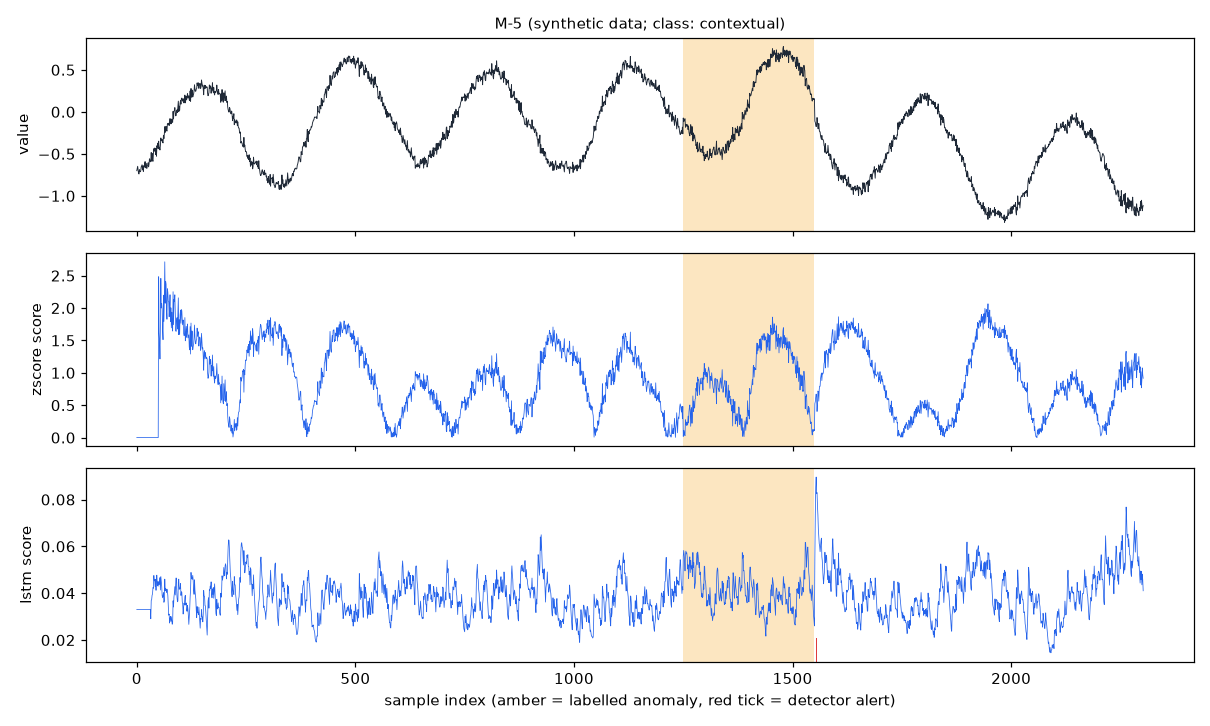 M-5 (synthetic data; class: contextual)
value
0.5
0.0
−0.5
−1.0
zscore score
2.5
2.0
1.5
1.0
0.5
0.0
lstm score
0.08
0.06
0.04
0.02
0 500 1000 1500 2000
sample index (amber = labelled anomaly, red tick = detector alert)